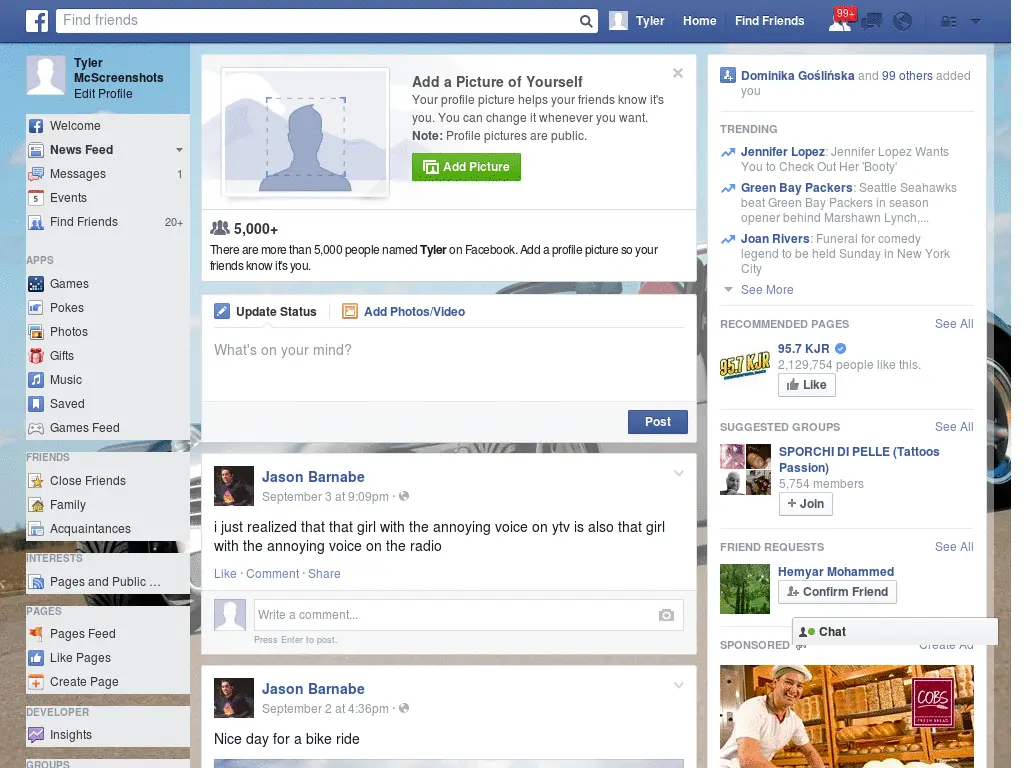 Find friends
Tyler
Home
Find Friends
99+
Tyler
McScreenshots
Edit Profile
Welcome
News Feed
Messages 1
5 Events
Find Friends 20+
APPS
Games
Pokes
Photos
Gifts
Music
Saved
Games Feed
FRIENDS
Close Friends
Family
Acquaintances
INTERESTS
Pages and Public ...
PAGES
Pages Feed
Like Pages
Create Page
DEVELOPER
Insights
GROUPS
Add a Picture of Yourself
Your profile picture helps your friends know it's
you. You can change it whenever you want.
Note: Profile pictures are public.
Add Picture
5,000+
There are more than 5,000 people named Tyler on Facebook. Add a profile picture so your
friends know it's you.
Update Status
Add Photos/Video
What's on your mind?
Post
Jason Barnabe
September 3 at 9:09pm ·
i just realized that that girl with the annoying voice on ytv is also that girl
with the annoying voice on the radio
Like · Comment · Share
Write a comment...
Press Enter to post.
Jason Barnabe
September 2 at 4:36pm ·
Nice day for a bike ride
Dominika Goślińska and 99 others added
you
TRENDING
Jennifer Lopez: Jennifer Lopez Wants
You to Check Out Her 'Booty'
Green Bay Packers: Seattle Seahawks
beat Green Bay Packers in season
opener behind Marshawn Lynch,...
Joan Rivers: Funeral for comedy
legend to be held Sunday in New York
City
See More
RECOMMENDED PAGES See All
95.7 KJR
95.7 KJR
2,129,754 people like this.
Like
SUGGESTED GROUPS See All
SPORCHI DI PELLE (Tattoos
Passion)
5,754 members
+ Join
FRIEND REQUESTS See All
Hemyar Mohammed
Confirm Friend
Chat
SPONSORED Create Ad
COBS
FRESH BREAD